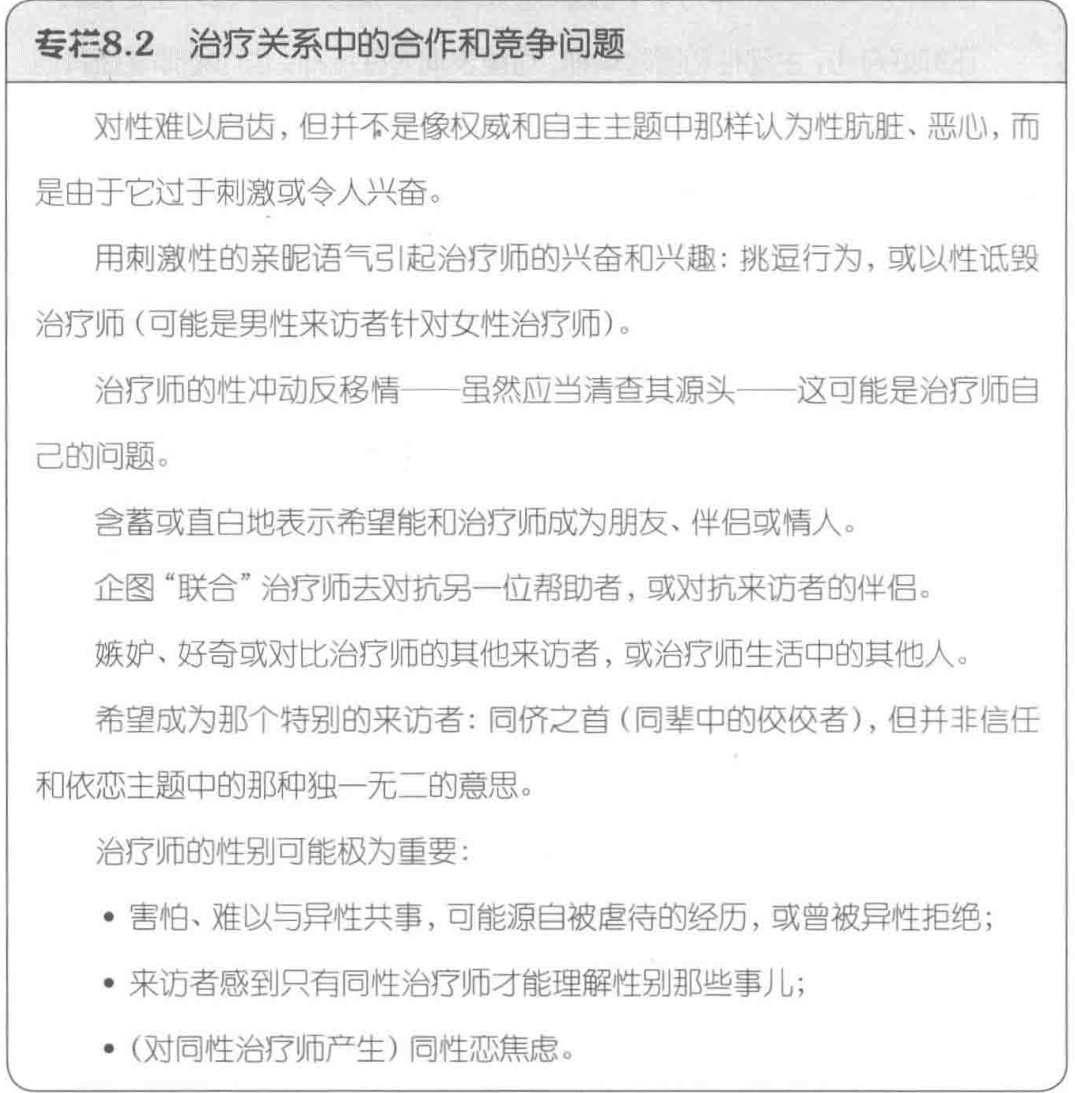 专栏8.2 治疗关系中的合作和竞争问题
对性难以启齿，但并不是像权威和自主主题中那样认为性肮脏、恶心，而
是由于它过于刺激或令人兴奋。
用刺激性的亲昵语气引起治疗师的兴奋和兴趣：挑逗行为，或以性诋毁
治疗师（可能是男性来访者针对女性治疗师）。
治疗师的性冲动反移情——虽然应当清查其源头——这可能是治疗师自
己的问题。
含蓄或直白地表示希望能和治疗师成为朋友、伴侣或情人。
企图“联合”治疗师去对抗另一位帮助者，或对抗来访者的伴侣。
嫉妒、好奇或对比治疗师的其他来访者，或治疗师生活中的其他人。
希望成为那个特别的来访者：同侪之首（同辈中的佼佼者），但并非信任
和依恋主题中的那种独一无二的意思。
治疗师的性别可能极为重要：
• 害怕、难以与异性共事，可能源自被虐待的经历，或曾被异性拒绝；
• 来访者感到只有同性治疗师才能理解性别那些事儿；
• （对同性治疗师产生）同性恋焦虑。